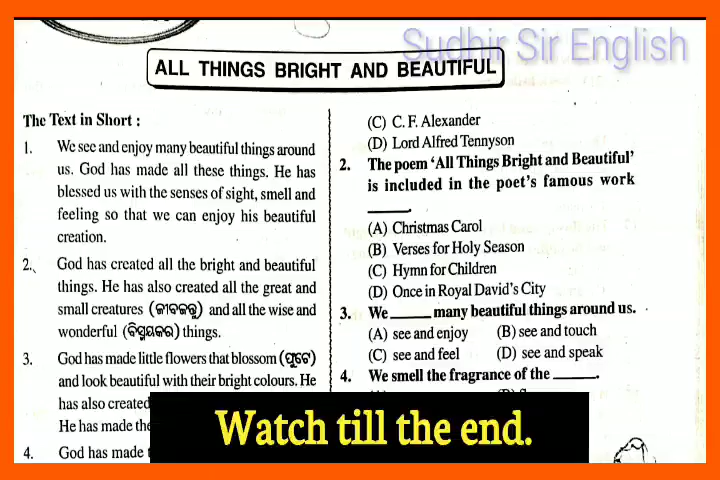 Sudhir Sir English
ALL THINGS BRIGHT AND BEAUTIFUL
The Text in Short :
1. We see and enjoy many beautiful things around
us. God has made all these things. He has
blessed us with the senses of sight, smell and
feeling so that we can enjoy his beautiful
creation.
2. God has created all the bright and beautiful
things. He has also created all the great and
small creatures (ଜୀବଜନ୍ତୁ) and all the wise and
wonderful (ବିସ୍ମୟକର) things.
3. God has made little flowers that blossom (ଫୁଟେ)
and look beautiful with their bright colours. He
has also created
He has made the
4. God has made
(C) C. F. Alexander
(D) Lord Alfred Tennyson
2. The poem ‘All Things Bright and Beautiful’
is included in the poet’s famous work
______.
(A) Christmas Carol
(B) Verses for Holy Season
(C) Hymn for Children
(D) Once in Royal David’s City
3. We ______ many beautiful things around us.
(A) see and enjoy (B) see and touch
(C) see and feel (D) see and speak
4. We smell the fragrance of the ______.
Watch till the end.